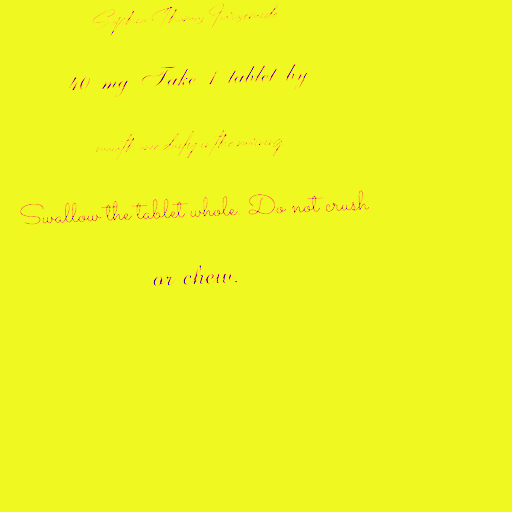 Sophia Thomas Furosemide
40 mg Take 1 tablet by
mouth once daily in the morning
Swallow the tablet whole. Do not crush
or chew.